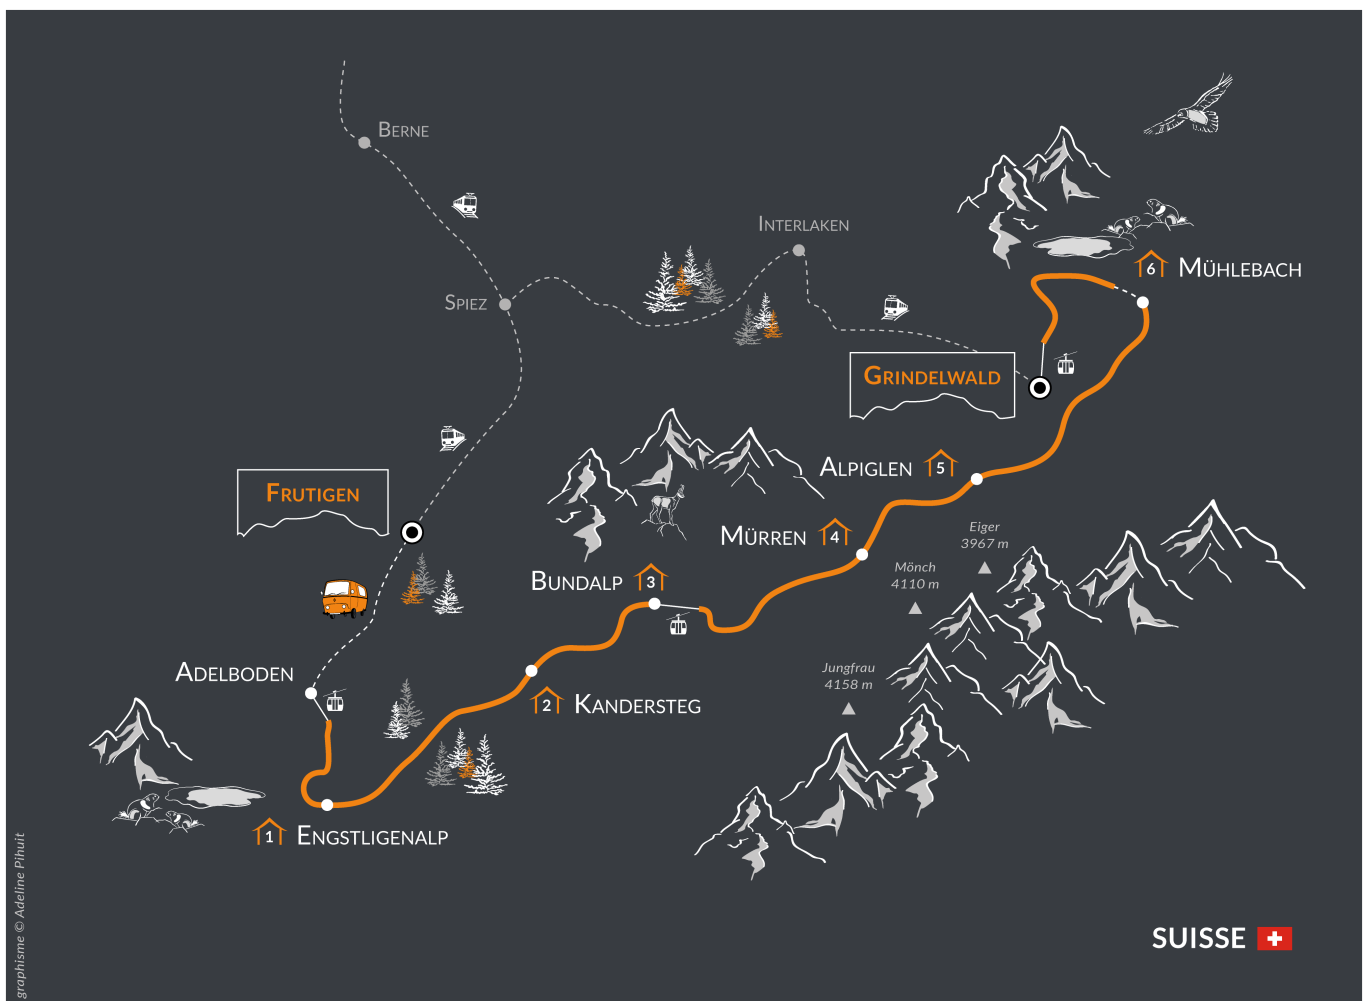 BERNE
INTERLAKEN
6 MÜHLEBACH
SPIEZ
GRINDELWALD
ALPIGLEN 5
FRUTIGEN
MÜRREN 4
Eiger
3967 m
Mönch
4110 m
BUNDALP 3
ADELBODEN
Jungfrau
4158 m
2 KANDERSTEG
1 ENGSTLIGENALP
graphisme © Adeline Pihuit
SUISSE